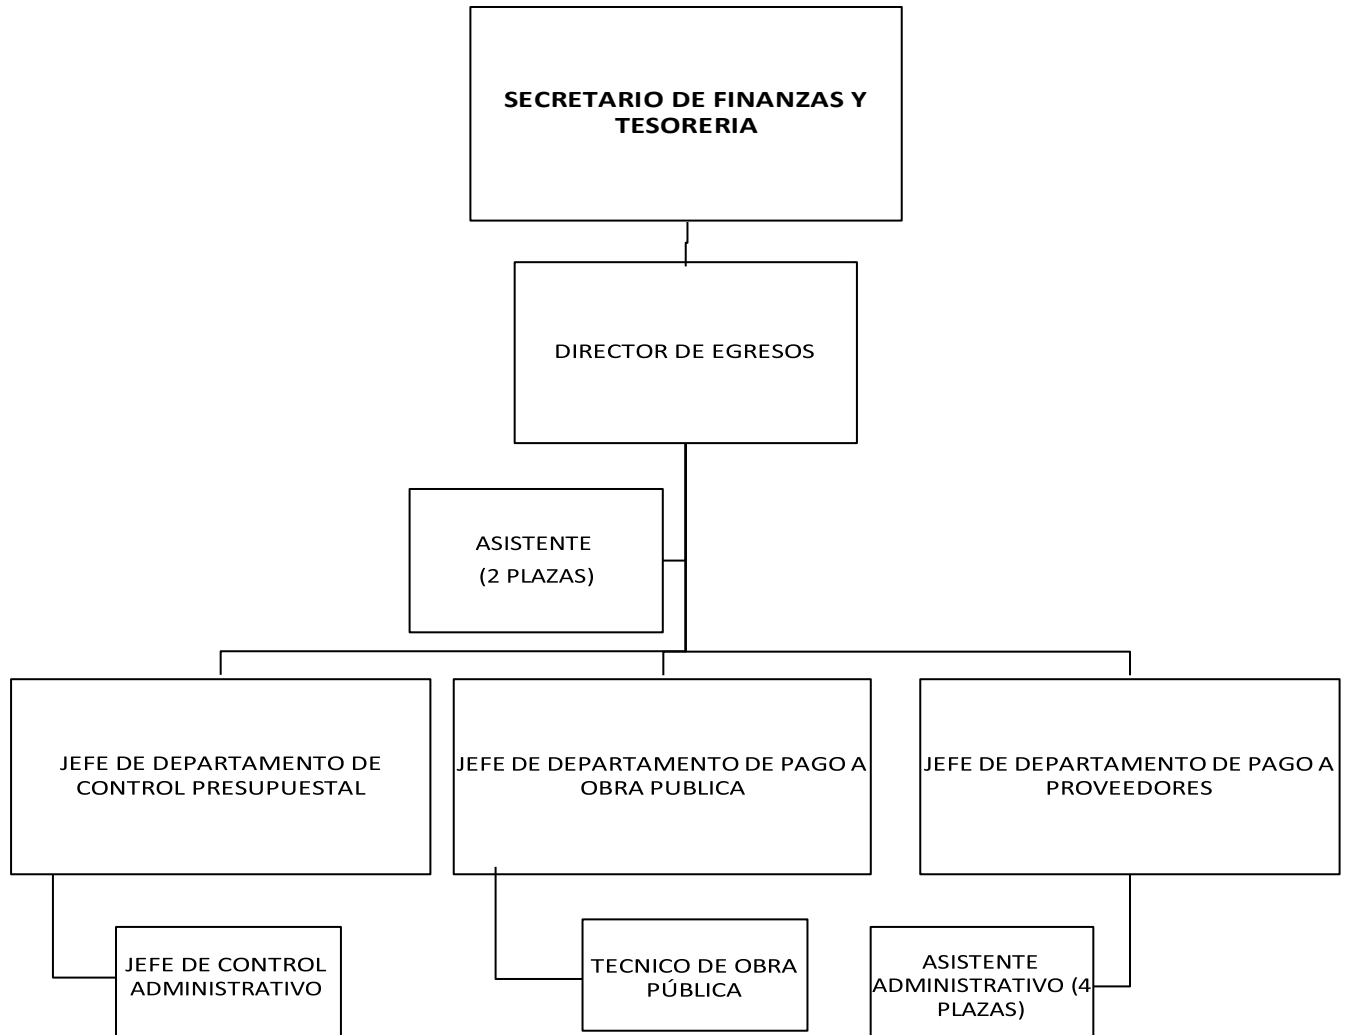 SECRETARIO DE FINANZAS Y
TESORERIA
DIRECTOR DE EGRESOS
ASISTENTE
(2 PLAZAS)
JEFE DE DEPARTAMENTO DE
CONTROL PRESUPUESTAL
JEFE DE DEPARTAMENTO DE PAGO A
OBRA PUBLICA
JEFE DE DEPARTAMENTO DE PAGO A
PROVEEDORES
JEFE DE CONTROL
ADMINISTRATIVO
TECNICO DE OBRA
PÚBLICA
ASISTENTE
ADMINISTRATIVO (4
PLAZAS)